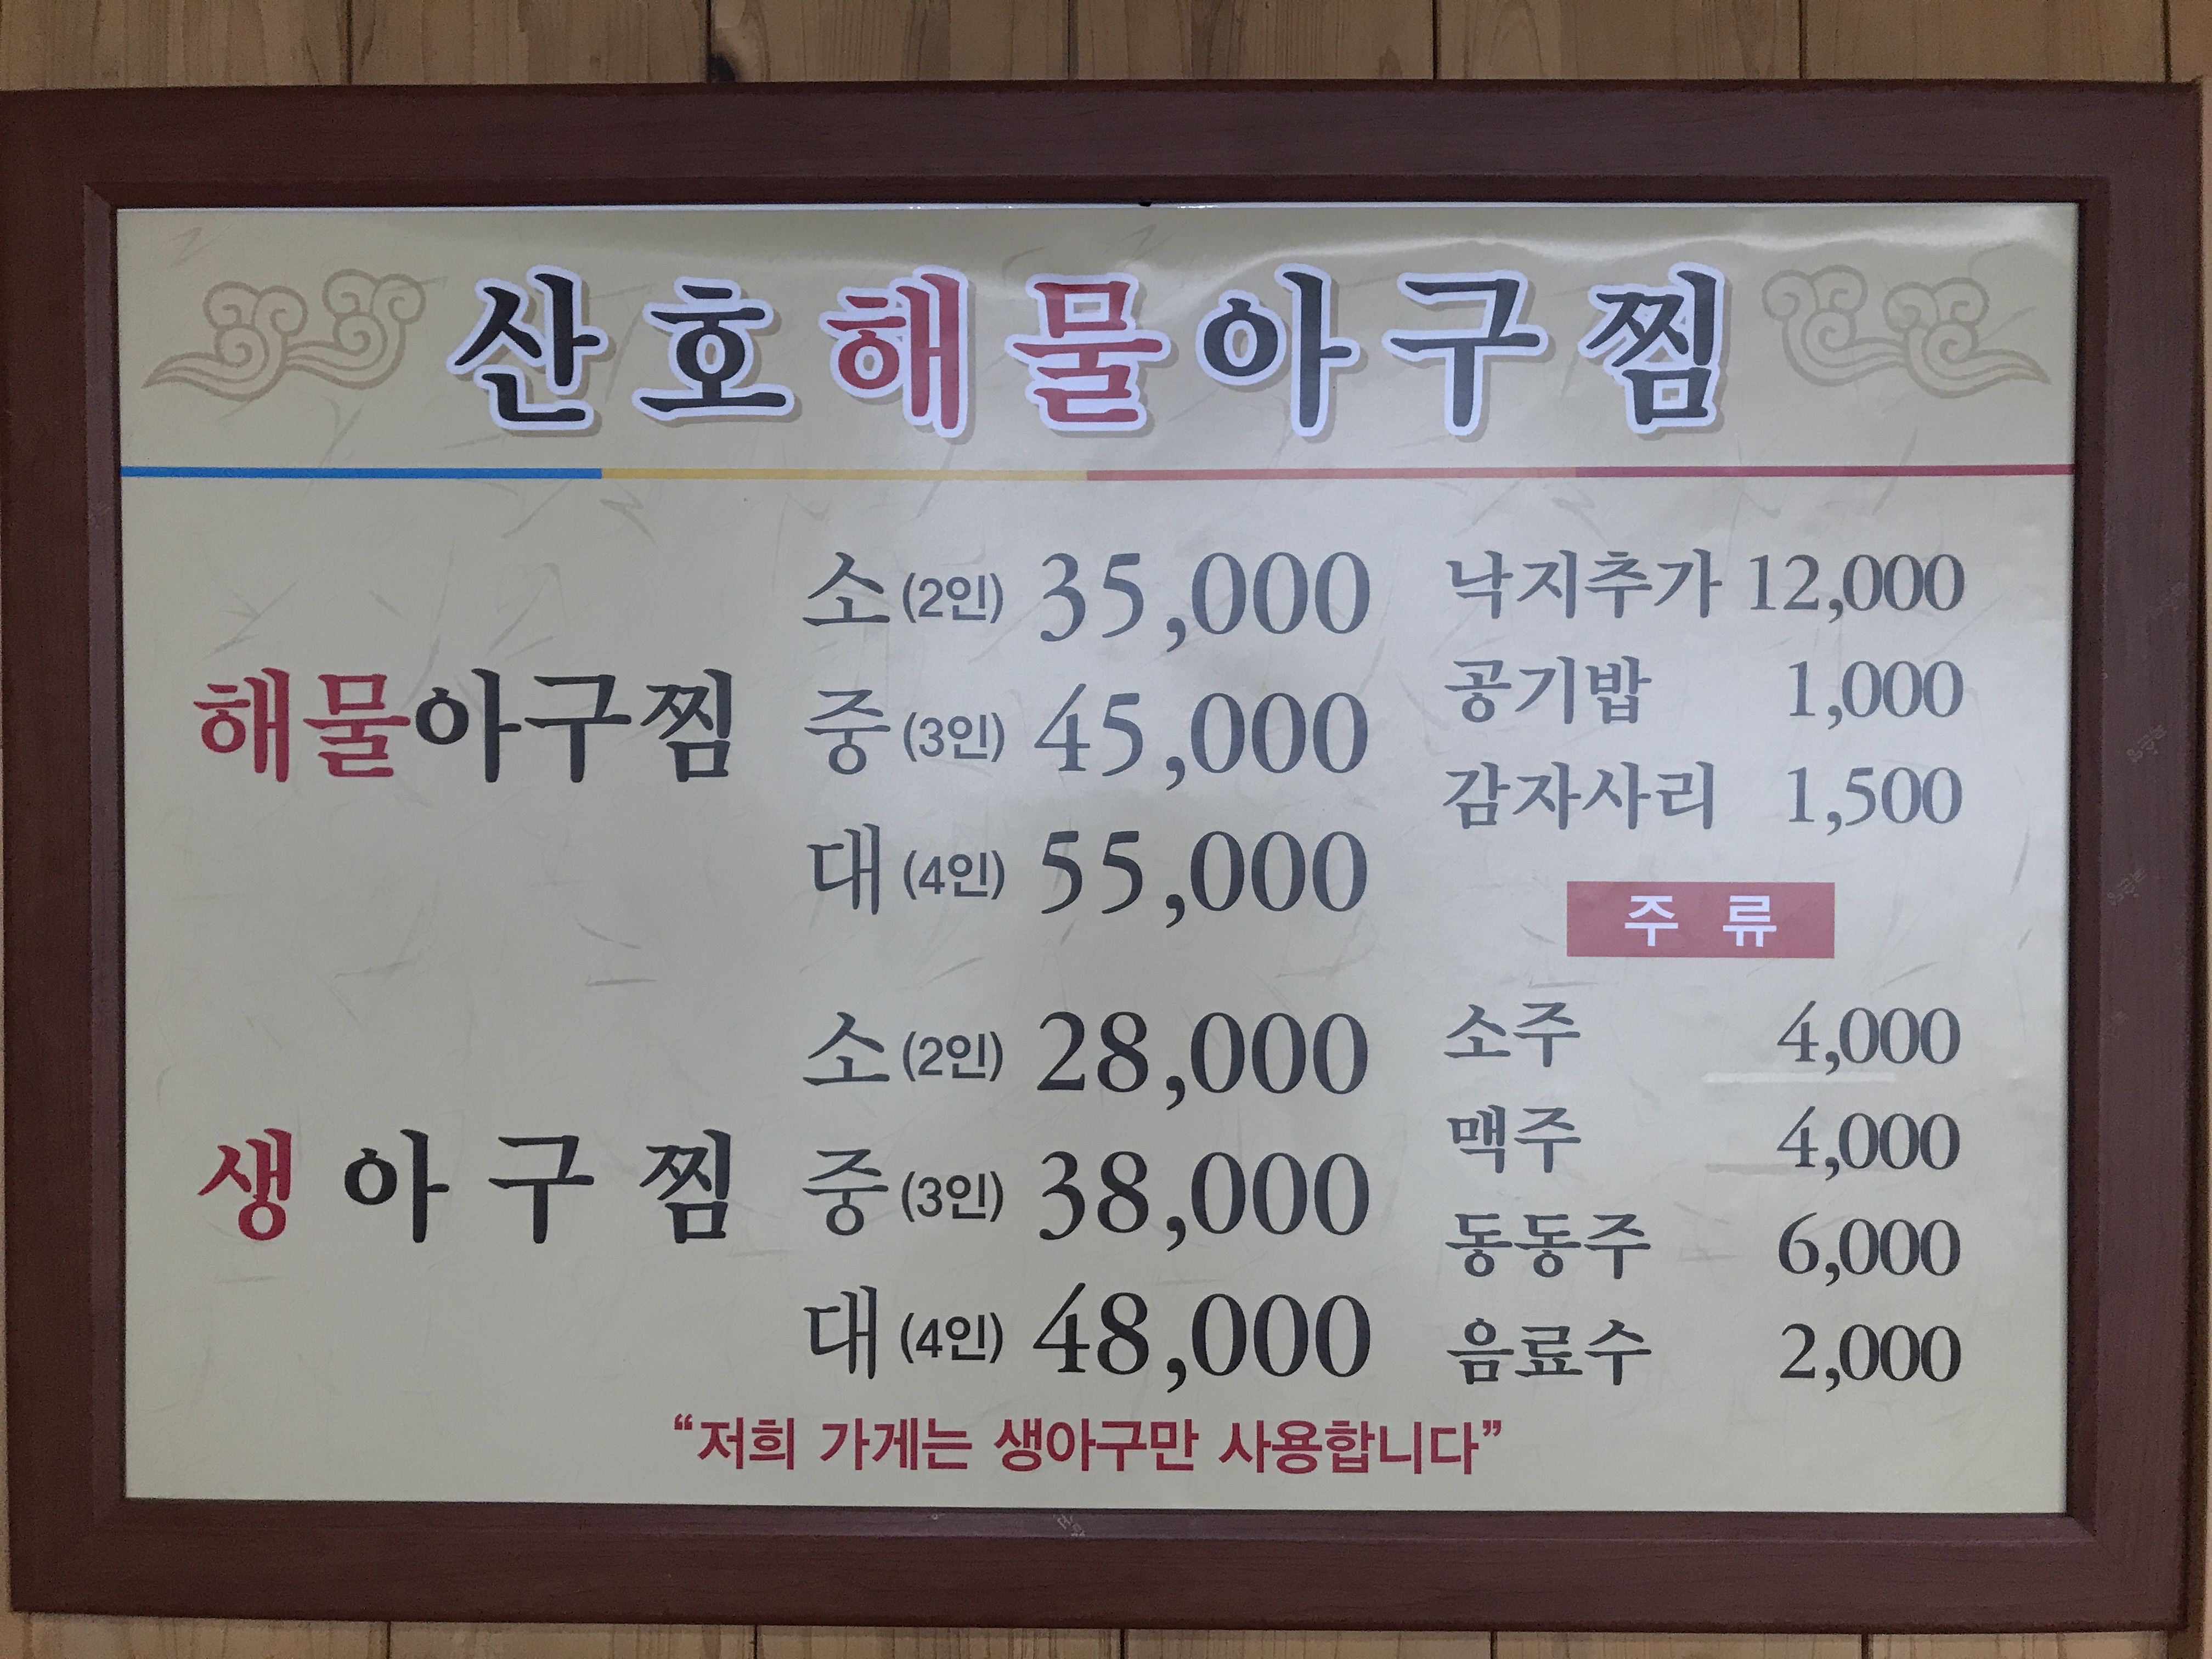 산호해물아구찜
해물아구찜
소(2인) 35,000
중(3인) 45,000
대(4인) 55,000
생아구찜
소(2인) 28,000
중(3인) 38,000
대(4인) 48,000
낙지추가 12,000
공기밥 1,000
감자사리 1,500
주류
소주 4,000
맥주 4,000
동동주 6,000
음료수 2,000
“저희 가게는 생아구만 사용합니다”